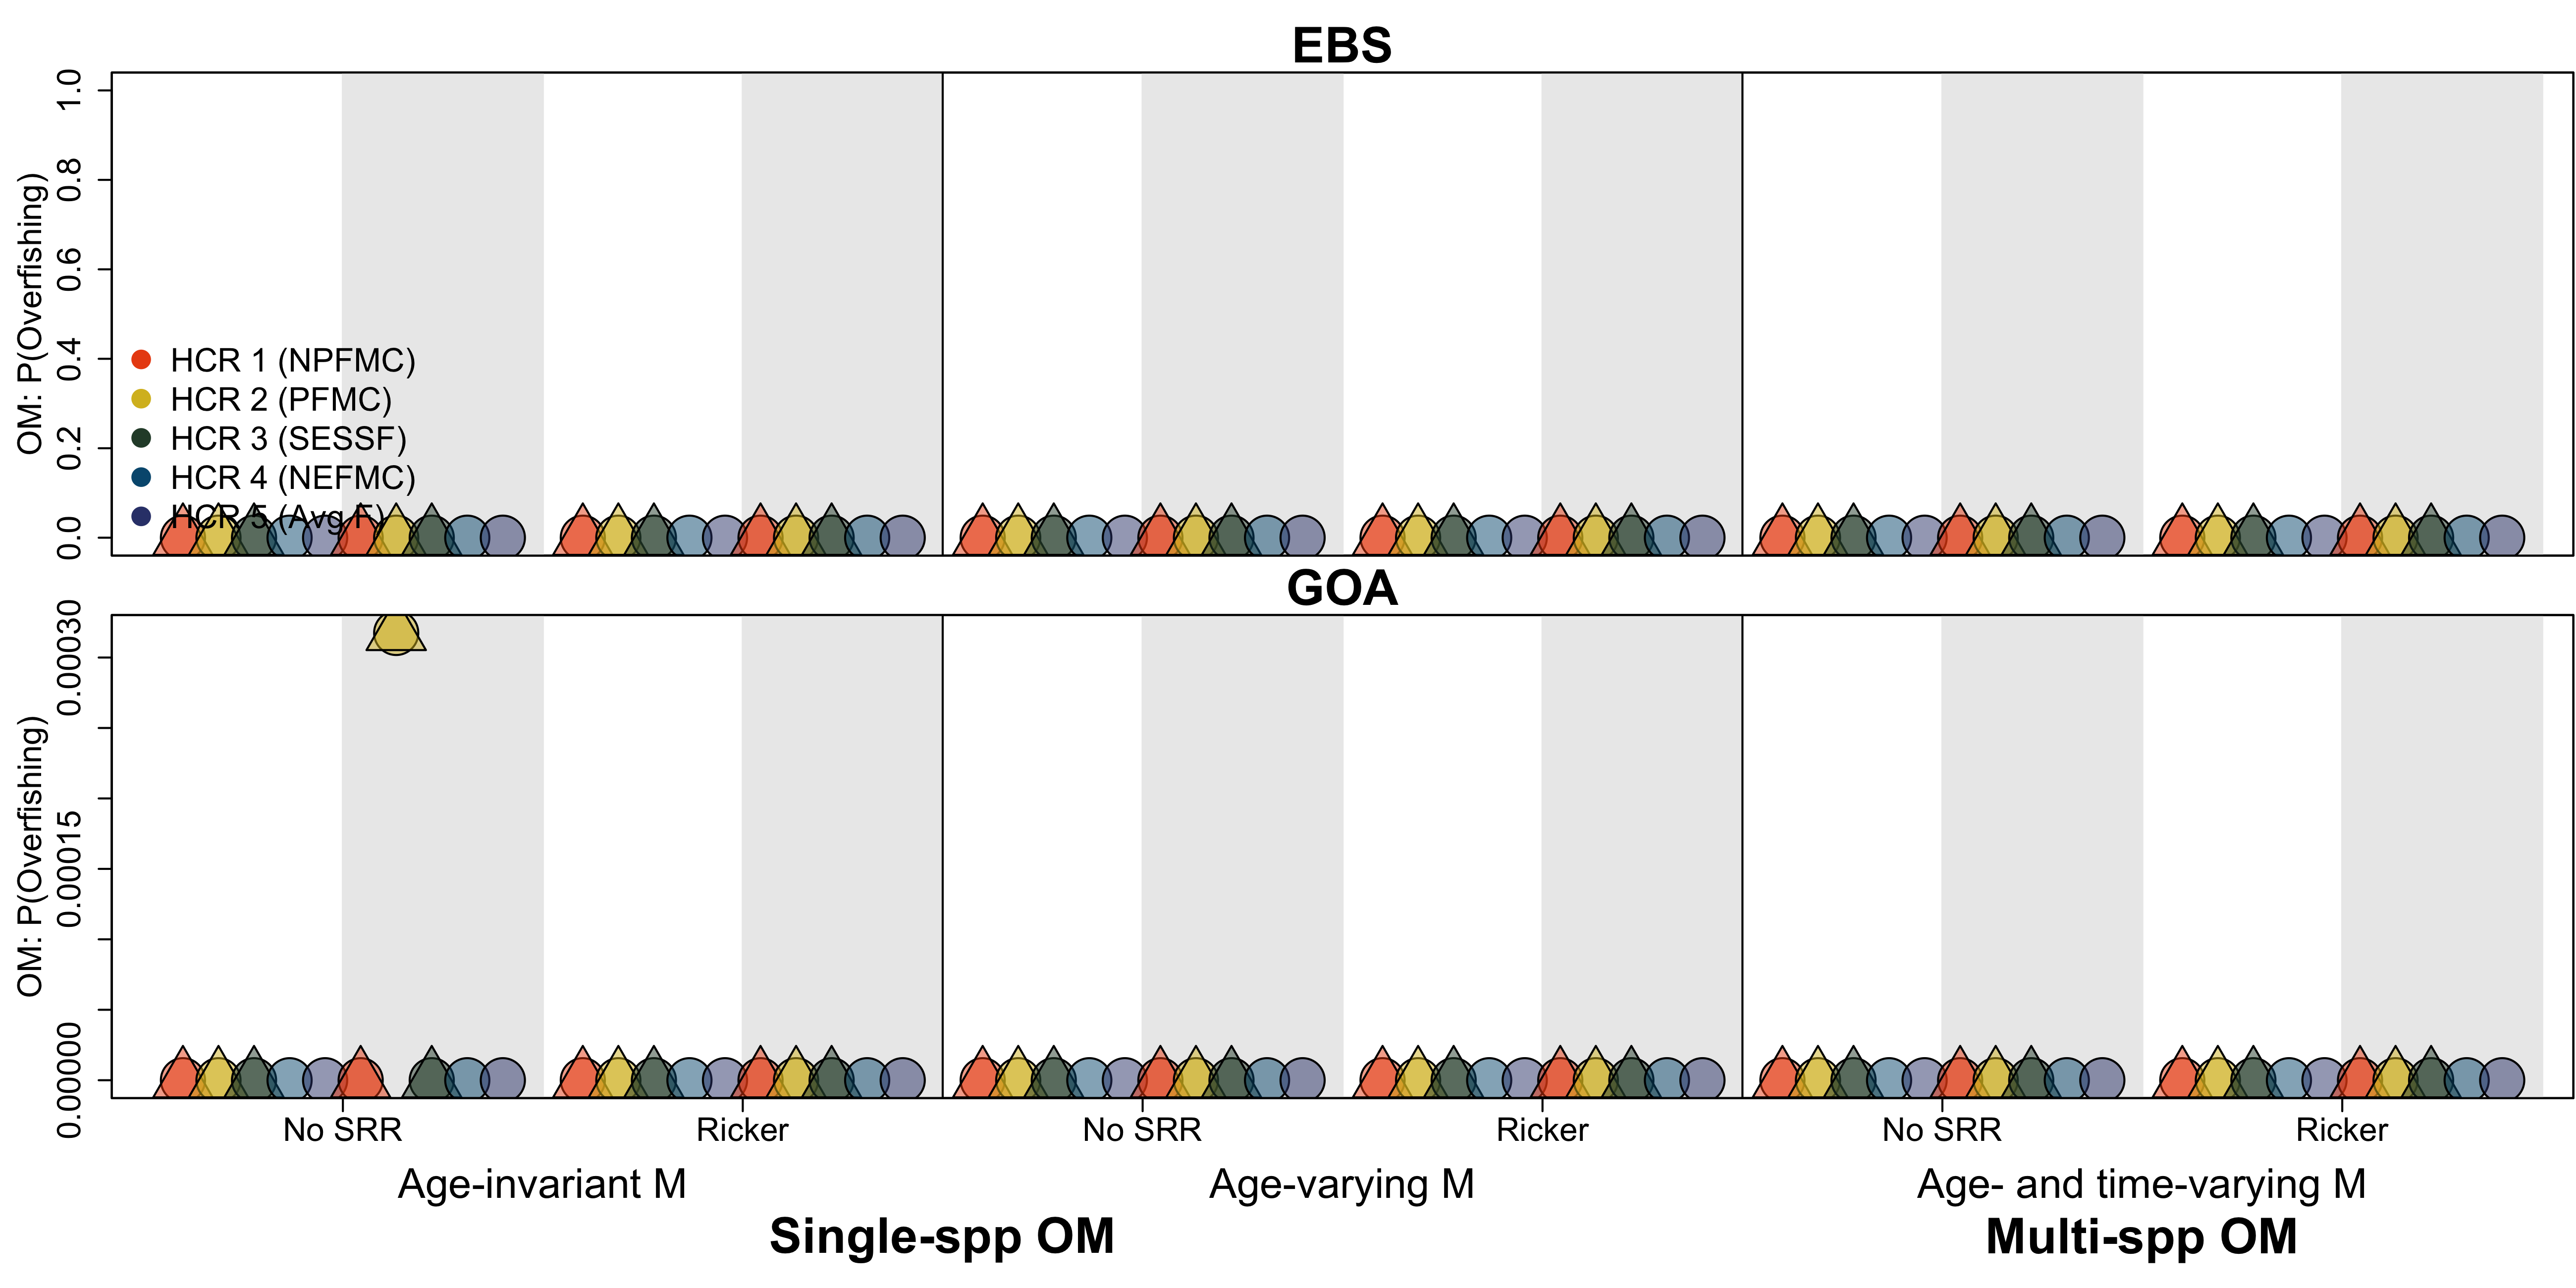 EBS
OM: P(Overfishing)
1.0
0.8
0.6
0.4
0.2
0.0
HCR 1 (NPFMC)
HCR 2 (PFMC)
HCR 3 (SESSF)
HCR 4 (NEFMC)
HCR 5 (Avg F)
GOA
OM: P(Overfishing)
0.00030
0.00015
0.00000
No SRR Ricker No SRR Ricker No SRR Ricker
Age-invariant M Age-varying M Age- and time-varying M
Single-spp OM Multi-spp OM